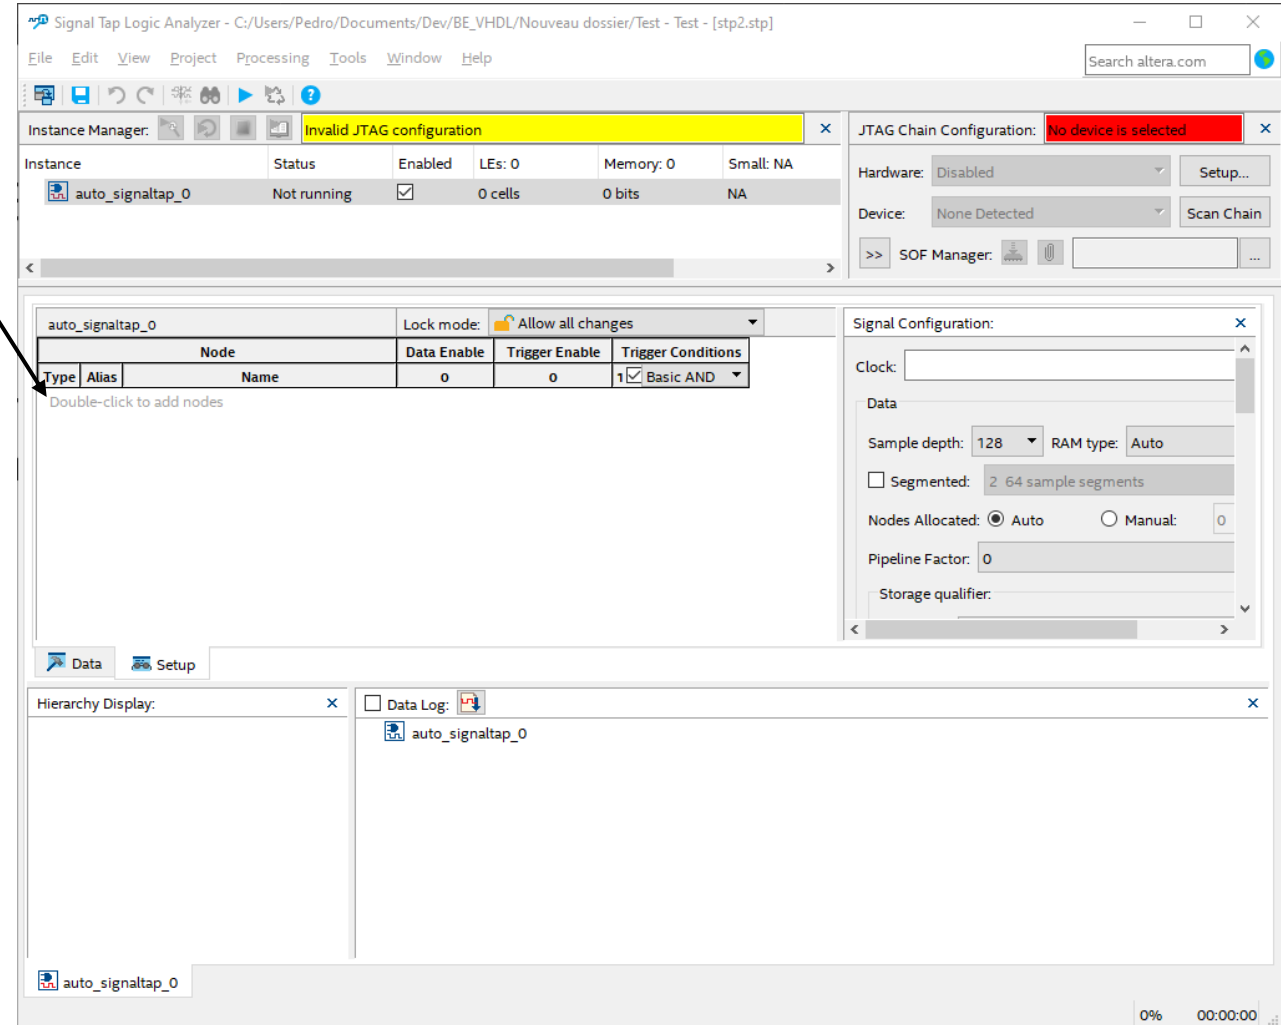 Signal Tap Logic Analyzer - C:/Users/Pedro/Documents/Dev/BE_VHDL/Nouveau dossier/Test - Test - [stp2.stp]
File Edit View Project Processing Tools Window Help
Search altera.com
Instance Manager: Invalid JTAG configuration
Instance Status Enabled LEs: 0 Memory: 0 Small: NA
auto_signaltap_0 Not running 0 cells 0 bits NA
JTAG Chain Configuration: No device is selected
Hardware: Disabled Setup...
Device: None Detected Scan Chain
>> SOF Manager: ...
auto_signaltap_0 Lock mode: Allow all changes
Node Data Enable Trigger Enable Trigger Conditions
Type Alias Name 0 0 1 Basic AND
Double-click to add nodes
Signal Configuration:
Clock:
Data
Sample depth: 128 RAM type: Auto
Segmented: 2 64 sample segments
Nodes Allocated: Auto Manual: 0
Pipeline Factor: 0
Storage qualifier:
Data Setup
Hierarchy Display:
Data Log:
auto_signaltap_0
auto_signaltap_0
0% 00:00:00